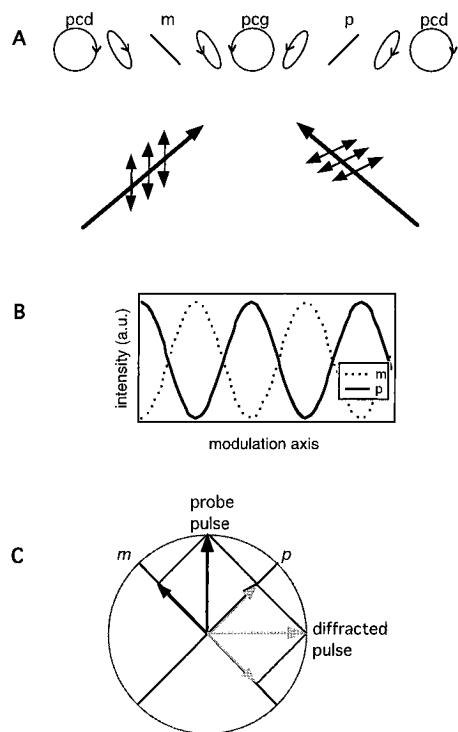 A
pcd m pcg p pcd
B
intensity (a.u.)
m
p
modulation axis
C
probe
pulse
m
p
diffracted
pulse